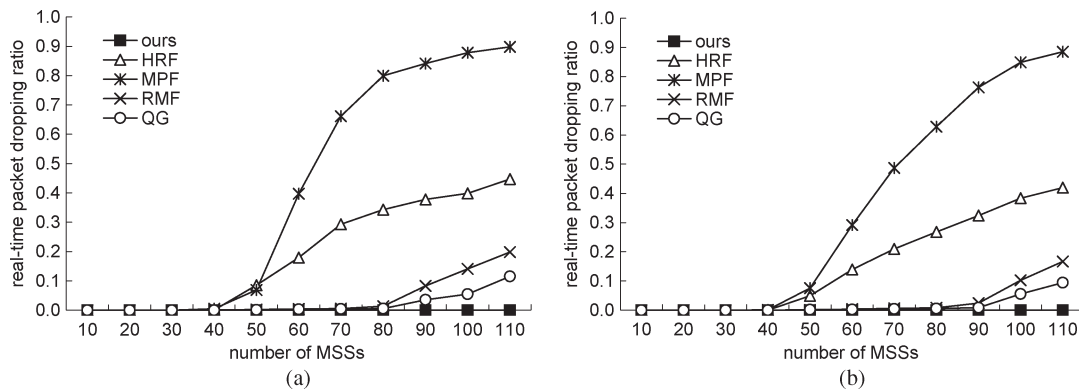 real-time packet dropping ratio
1.0
0.9
0.8
0.7
0.6
0.5
0.4
0.3
0.2
0.1
0.0
ours
HRF
MPF
RMF
QG
10 20 30 40 50 60 70 80 90 100 110
number of MSSs
(a)
real-time packet dropping ratio
1.0
0.9
0.8
0.7
0.6
0.5
0.4
0.3
0.2
0.1
0.0
ours
HRF
MPF
RMF
QG
10 20 30 40 50 60 70 80 90 100 110
number of MSSs
(b)